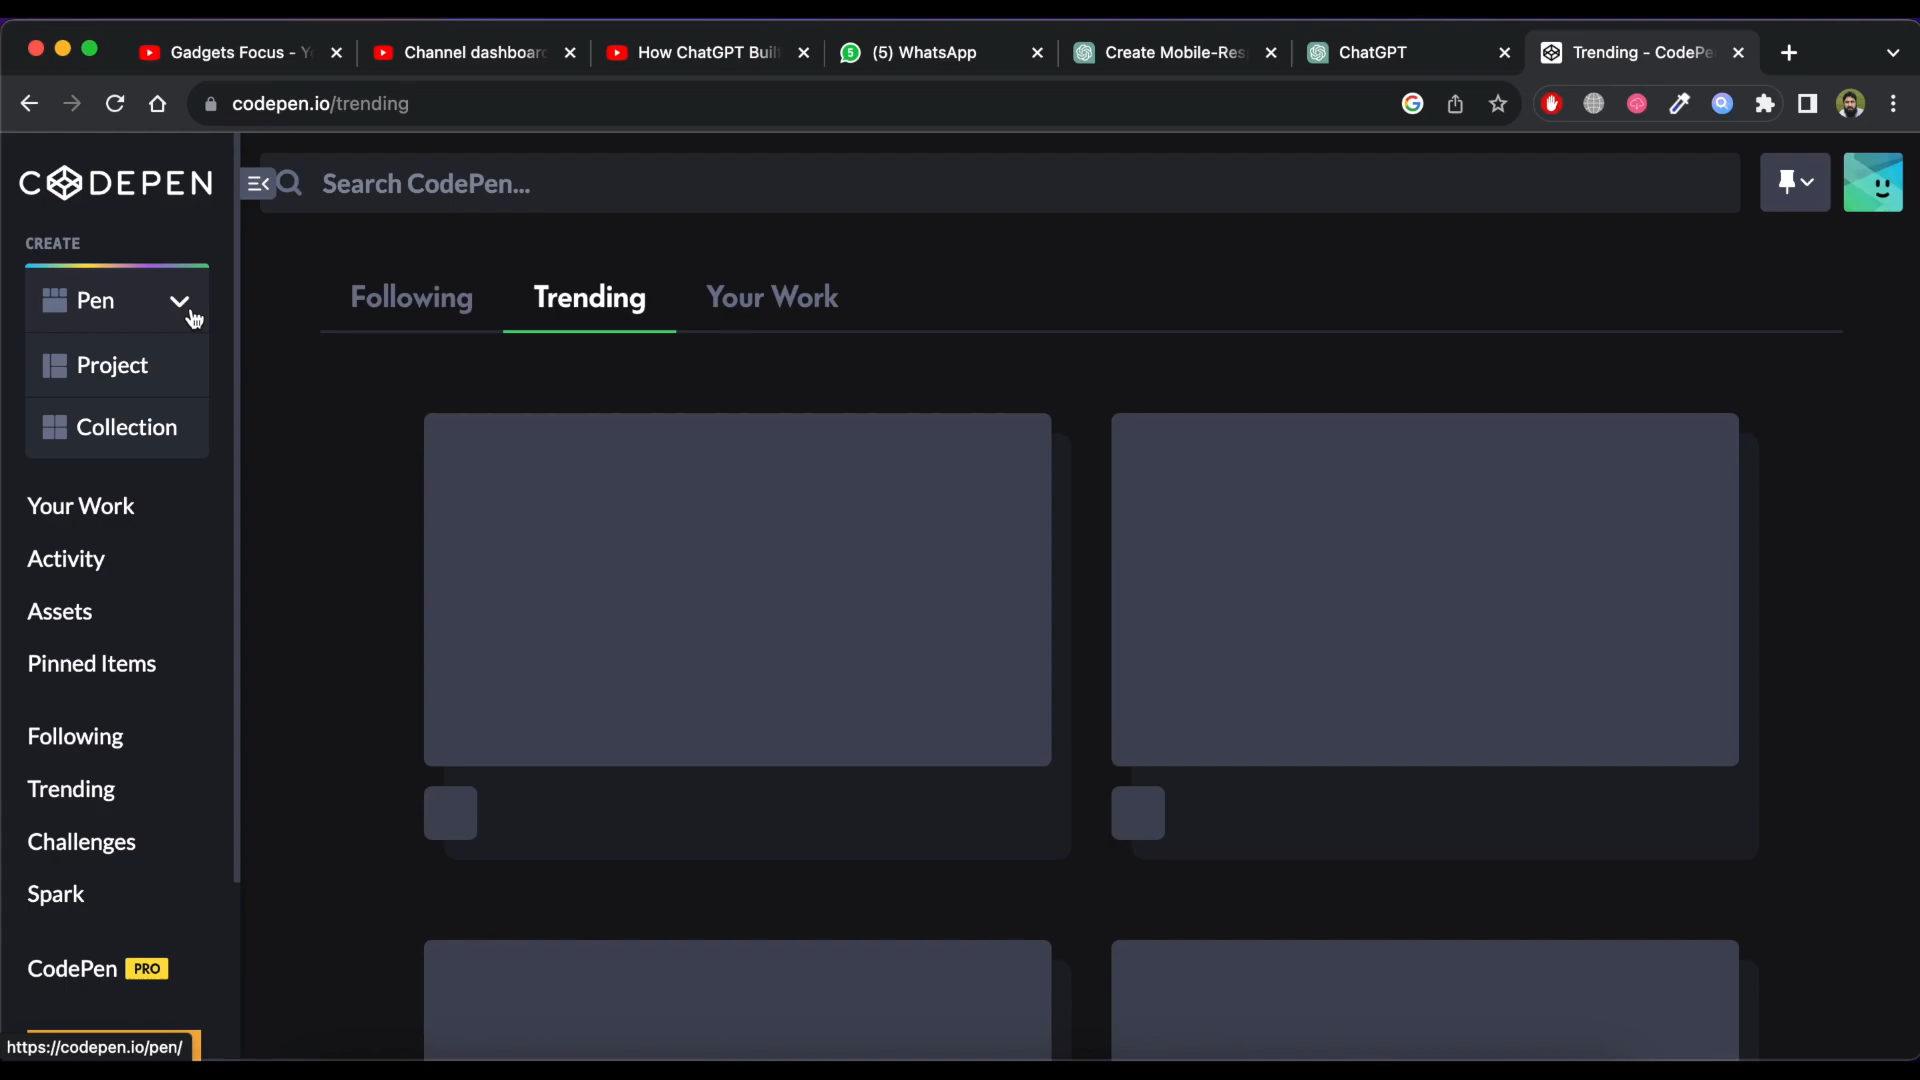 Gadgets Focus - Y
Channel dashboar
How ChatGPT Buil
5
(5) WhatsApp
Create Mobile-Res
ChatGPT
Trending - CodePe
codepen.io/trending
CODEPEN
Search CodePen...
CREATE
Pen
Project
Collection
Following
Trending
Your Work
Your Work
Activity
Assets
Pinned Items
Following
Trending
Challenges
Spark
CodePen PRO
https://codepen.io/pen/